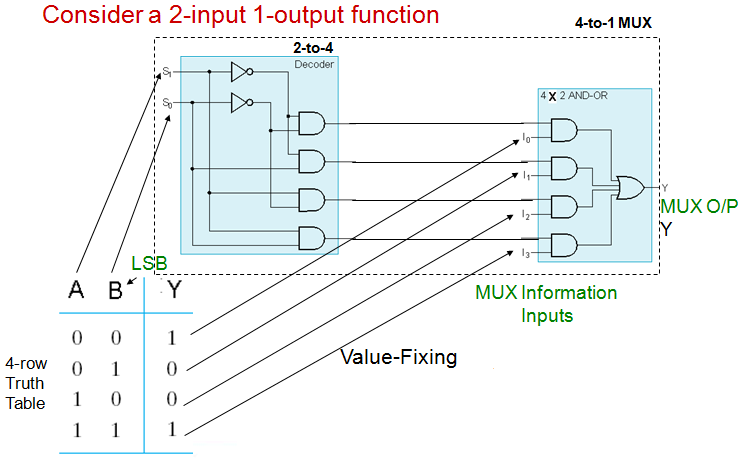 Consider a 2-input 1-output function
4-to-1 MUX
2-to-4
Decoder
S1
S0
4 X 2 AND-OR
I0
I1
I2
I3
Y
MUX O/P
Y
LSB
A B Y
MUX Information
Inputs
0 0 1
0 1 0
1 0 0
1 1 1
Value-Fixing
4-row
Truth
Table